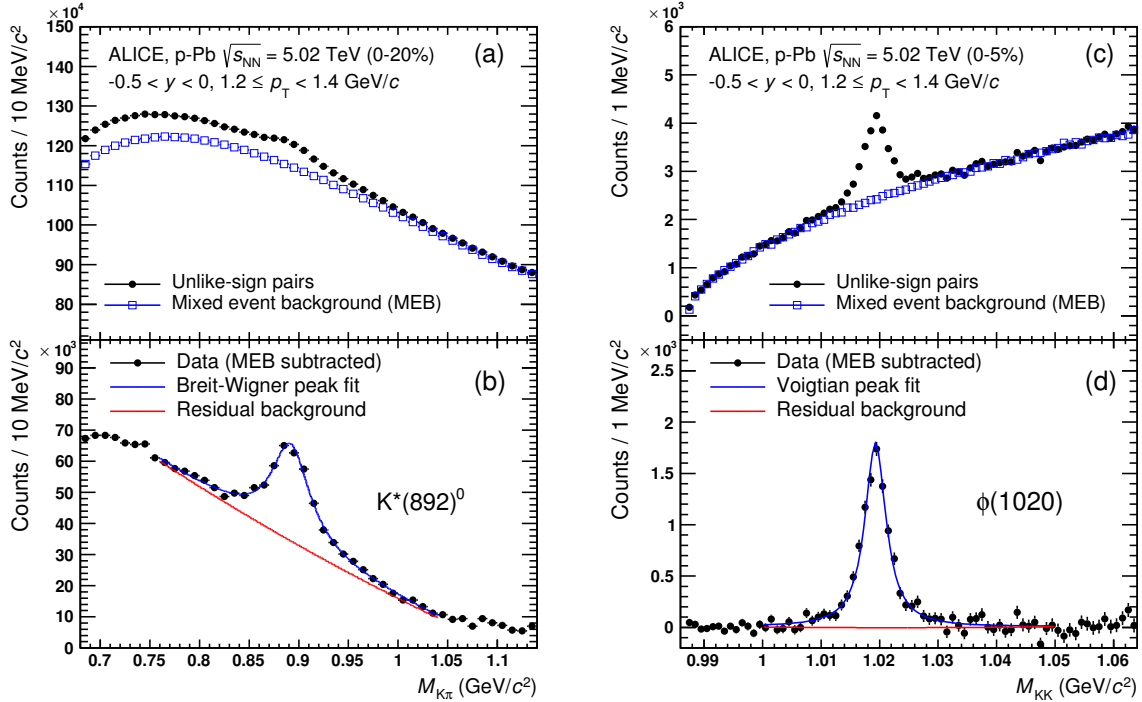 ×10⁴
ALICE, p-Pb √sNN = 5.02 TeV (0-20%)
-0.5 < y < 0, 1.2 ≤ pT < 1.4 GeV/c
(a)
Counts / 10 MeV/c²
150
140
130
120
110
100
90
80
Unlike-sign pairs
Mixed event background (MEB)
×10³
Data (MEB subtracted)
Breit-Wigner peak fit
Residual background
(b)
K*(892)⁰
Counts / 10 MeV/c²
90
80
70
60
50
40
30
20
10
0
0.7 0.75 0.8 0.85 0.9 0.95 1 1.05 1.1
MKπ (GeV/c²)
×10³
ALICE, p-Pb √sNN = 5.02 TeV (0-5%)
-0.5 < y < 0, 1.2 ≤ pT < 1.4 GeV/c
(c)
Counts / 1 MeV/c²
6
5
4
3
2
1
0
Unlike-sign pairs
Mixed event background (MEB)
×10³
Data (MEB subtracted)
Voigtian peak fit
Residual background
(d)
ϕ(1020)
Counts / 1 MeV/c²
2.5
2
1.5
1
0.5
0
0.99 1 1.01 1.02 1.03 1.04 1.05 1.06
MKK (GeV/c²)